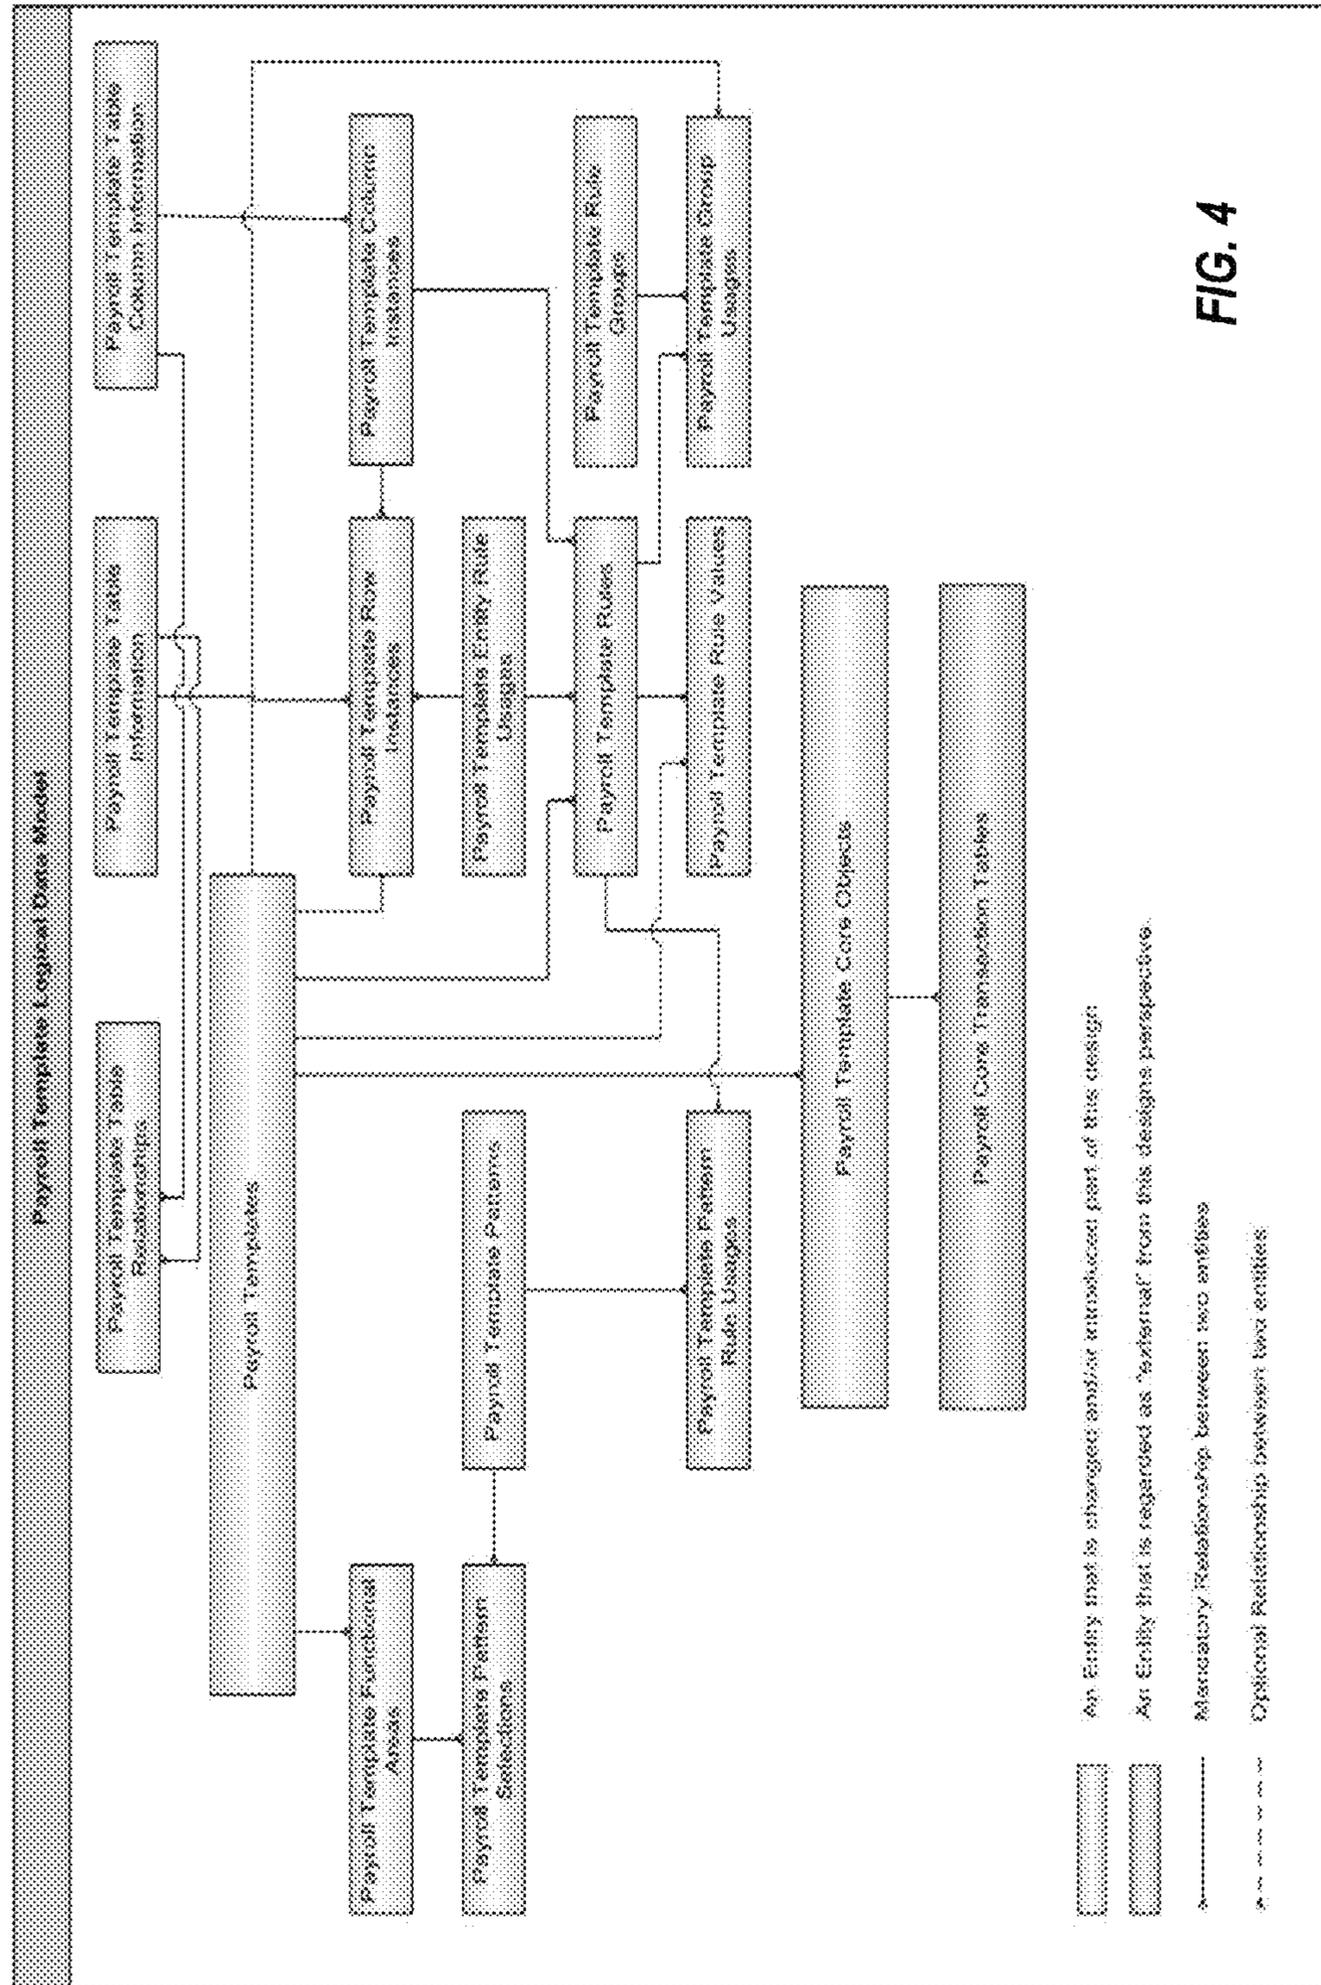 Payroll Template Logical Data Model
Payroll Template Table
Relationships
Payroll Template Table
Information
Payroll Template Table
Column Information
Payroll Templates
Payroll Template Functional
Areas
Payroll Template Row
Instances
Payroll Template Column
Instances
Payroll Template Pattern
Selections
Payroll Template Patterns
Payroll Template Entity Rule
Usages
Payroll Template Rules
Payroll Template Rule
Groups
Payroll Template Pattern
Rule Usages
Payroll Template Rule Values
Payroll Template Group
Usages
Payroll Template Core Objects
Payroll Core Transaction Tables
An Entity that is changed and/or introduced part of this design
An Entity that is regarded as "external" from this designs perspective.
Mandatory Relationship between two entities
Optional Relationship between two entities
FIG. 4